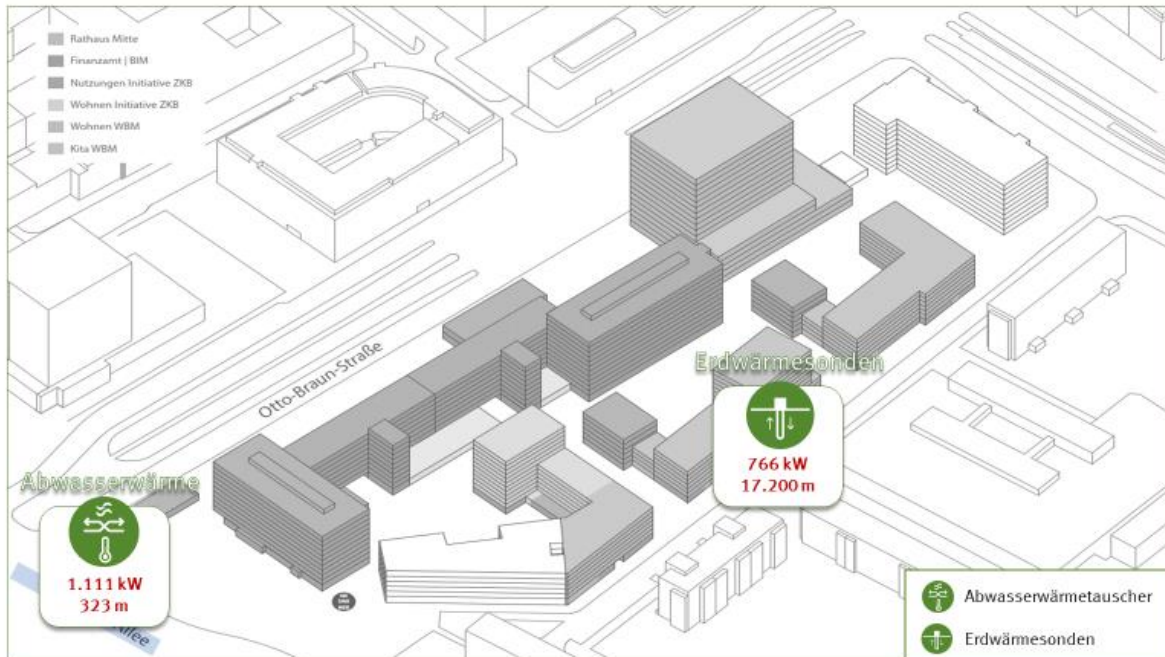 Rathaus Mitte
Finanzamt | BIM
Nutzungen Initiative ZKB
Wohnen Initiative ZKB
Wohnen WBM
Kita WBM
Otto-Braun-Straße
Erdwärmesonden
766 kW
17.200 m
Abwasserwärme
1.111 kW
323 m
Abwasserwärmetauscher
Erdwärmesonden